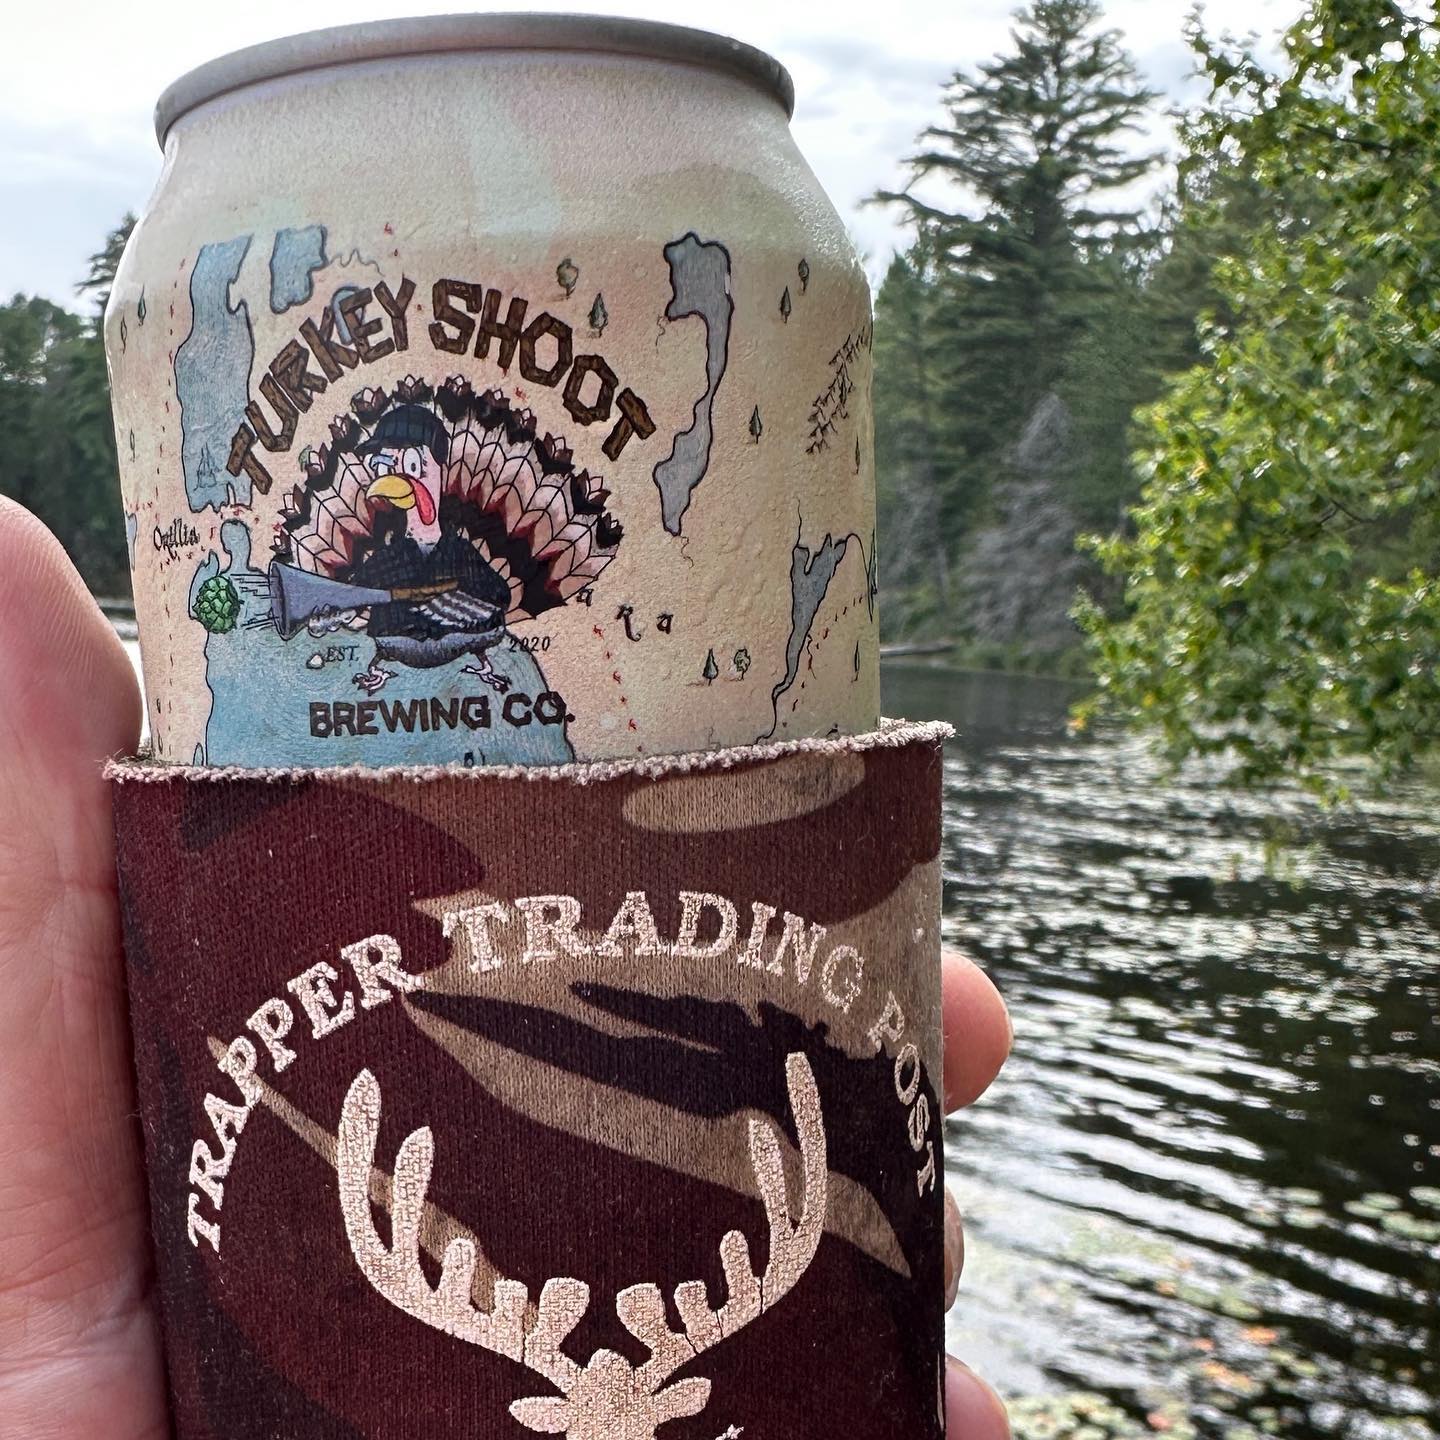 TURKEY SHOOT
Orillia
EST. 2020
BREWING CO.
TRAPPER TRADING POST